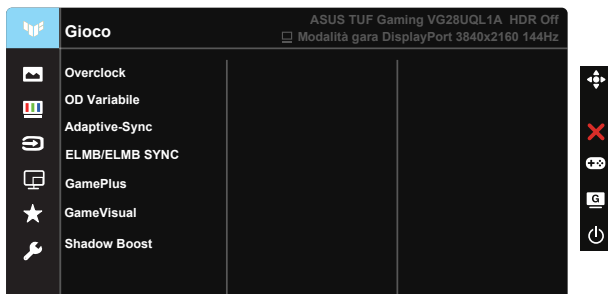 Gioco
ASUS TUF Gaming VG28UQL1A HDR Off
Modalità gara DisplayPort 3840x2160 144Hz
Overclock
OD Variabile
Adaptive-Sync
ELMB/ELMB SYNC
GamePlus
GameVisual
Shadow Boost
G